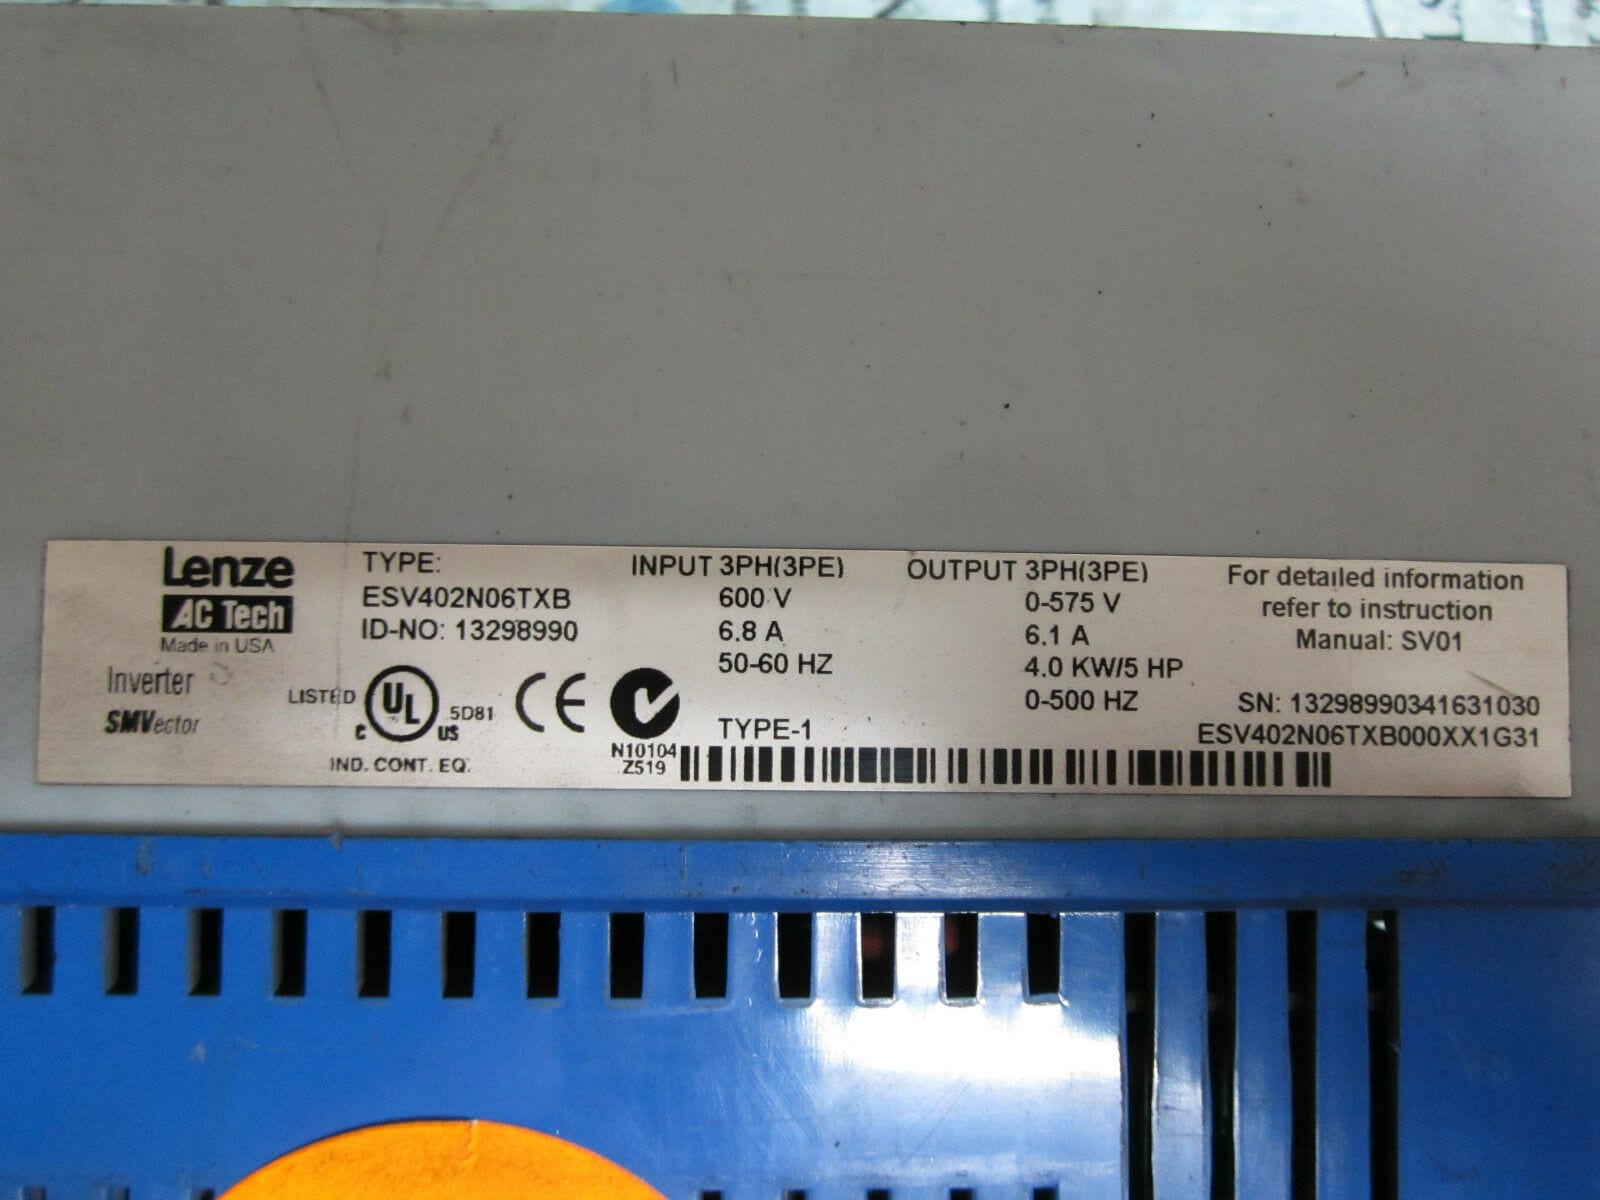 Lenze
AC Tech
Made in USA
Inverter
SMVector
TYPE:
ESV402N06TXB
ID-NO: 13298990
LISTED
C UL US
5D81
IND. CONT. EQ.
CE
N10104
Z519
INPUT 3PH(3PE)
600 V
6.8 A
50-60 HZ
TYPE-1
OUTPUT 3PH(3PE)
0-575 V
6.1 A
4.0 KW/5 HP
0-500 HZ
For detailed information
refer to instruction
Manual: SV01
SN: 13298990341631030
ESV402N06TXB000XX1G31